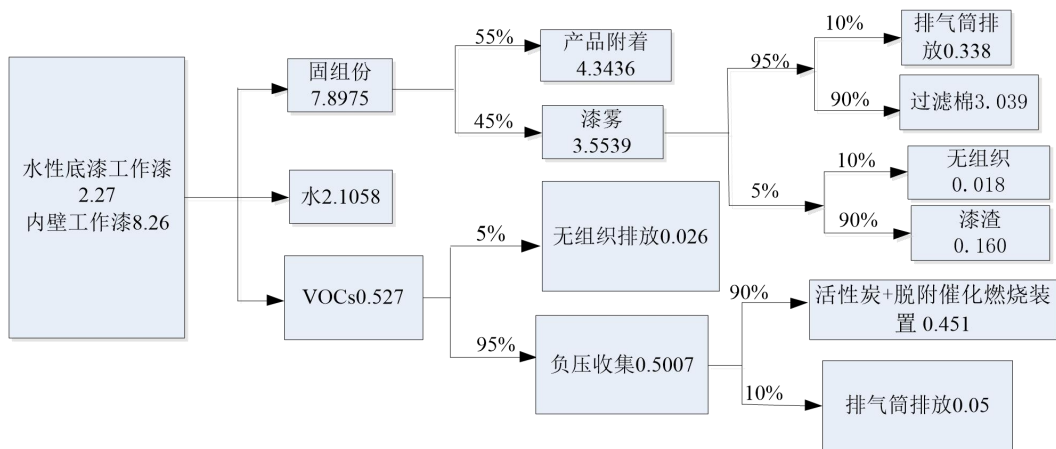 水性底漆工作漆
2.27
内壁工作漆8.26
固组份
7.8975
水2.1058
VOCs0.527
55%
产品附着
4.3436
45%
漆雾
3.5539
5%
无组织排放0.026
95%
负压收集0.5007
95%
10%
排气筒排
放0.338
90%
过滤棉3.039
5%
10%
无组织
0.018
90%
漆渣
0.160
90%
活性炭+脱附催化燃烧装
置 0.451
10%
排气筒排放0.05